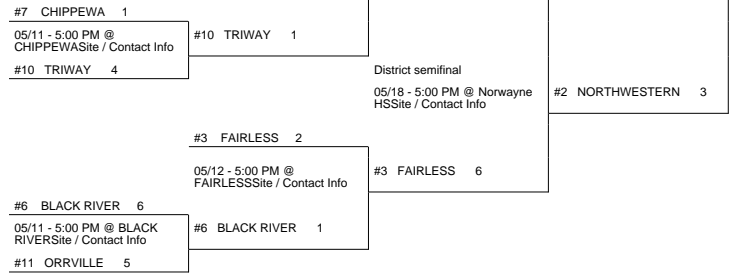 #7 CHIPPEWA 1
05/11 - 5:00 PM @
CHIPPEWASite / Contact Info
#10 TRIWAY 1
#10 TRIWAY 4
District semifinal
05/18 - 5:00 PM @ Norwayne
HSSite / Contact Info
#2 NORTHWESTERN 3
#3 FAIRLESS 2
05/12 - 5:00 PM @
FAIRLESSSite / Contact Info
#3 FAIRLESS 6
#6 BLACK RIVER 6
05/11 - 5:00 PM @ BLACK
RIVERSite / Contact Info
#6 BLACK RIVER 1
#11 ORRVILLE 5